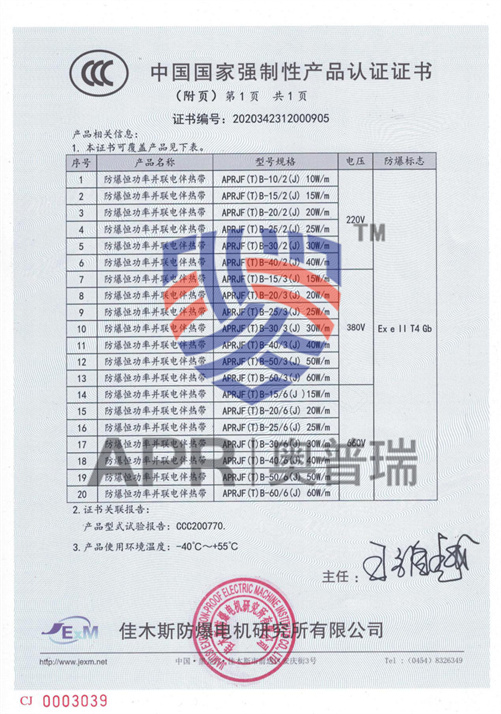 中国国家强制性产品认证证书
(附页) 第1页 共1页
证书编号: 2020342312000905
产品相关信息:
1. 本证书可覆盖产品见下表。
序号 产品名称 型号规格 电压 防爆标志
1 防爆恒功率并联电伴热带 APRJF(T)B-10/2(J) 10W/m
2 防爆恒功率并联电伴热带 APRJF(T)B-15/2(J) 15W/m
3 防爆恒功率并联电伴热带 APRJF(T)B-20/2(J) 20W/m
220V
4 防爆恒功率并联电伴热带 APRJF(T)B-25/2(J) 25W/m
5 防爆恒功率并联电伴热带 APRJF(T)B-30/2(J) 30W/m
TM
6 防爆恒功率并联电伴热带 APRJF(T)B-40/2(J) 40W/m
7 防爆恒功率并联电伴热带 APRJF(T)B-15/3(J) 15W/m
8 防爆恒功率并联电伴热带 APRJF(T)B-20/3(J) 20W/m
9 防爆恒功率并联电伴热带 APRJF(T)B-25/3(J) 25W/m
10 防爆恒功率并联电伴热带 APRJF(T)B-30/3(J) 30W/m 380V Ex e II T4 Gb
11 防爆恒功率并联电伴热带 APRJF(T)B-40/3(J) 40W/m
12 防爆恒功率并联电伴热带 APRJF(T)B-50/3(J) 50W/m
13 防爆恒功率并联电伴热带 APRJF(T)B-60/3(J) 60W/m
14 防爆恒功率并联电伴热带 APRJF(T)B-15/6(J )15W/m
15 防爆恒功率并联电伴热带 APRJF(T)B-20/6(J) 20W/m
16 防爆恒功率并联电伴热带 APRJF(T)B-25/6(J) 25W/m
17 防爆恒功率并联电伴热带 APRJF(T)B-30/6(J) 30W/m 660V
APR 奥普瑞
18 防爆恒功率并联电伴热带 APRJF(T)B-40/6(J) 40W/m
19 防爆恒功率并联电伴热带 APRJF(T)B-50/6(J) 50W/m
20 防爆恒功率并联电伴热带 APRJF(T)B-60/6(J) 60W/m
2. 证书关联报告:
产品型式试验报告: CCC200770.
3. 产品使用环境温度: -40℃~+55℃
主任:
JExM 佳木斯防爆电机研究所有限公司
http://www.jexm.net 中国·佳木斯市 3号 Tel : (0454) 8326349
CJ 0003039